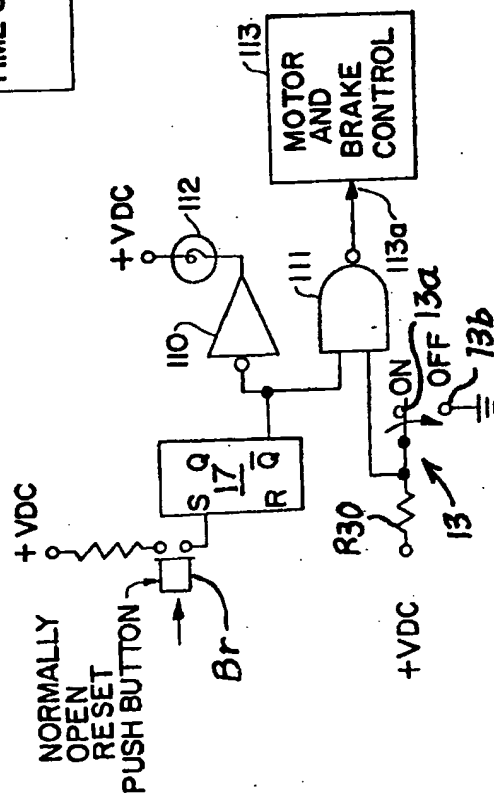 TIME
NORMALLY
OPEN
RESET
PUSH BUTTON
+VDC
Br
S Q
17
R Q̅
+VDC
112
110
111
113
MOTOR
AND
BRAKE
CONTROL
113a
+VDC
R30
13
ON
13a
OFF
13b